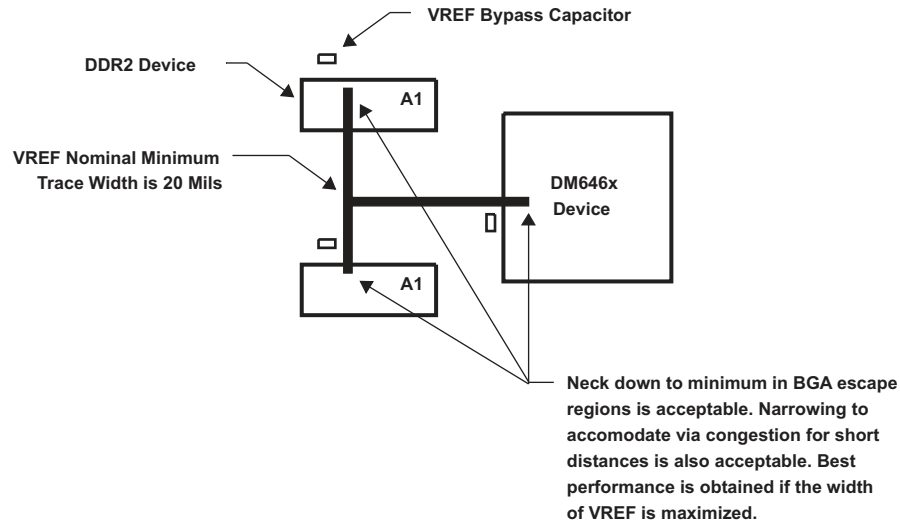 VREF Bypass Capacitor
DDR2 Device
A1
VREF Nominal Minimum
Trace Width is 20 Mils
DM646x
Device
A1
Neck down to minimum in BGA escape
regions is acceptable. Narrowing to
accomodate via congestion for short
distances is also acceptable. Best
performance is obtained if the width
of VREF is maximized.